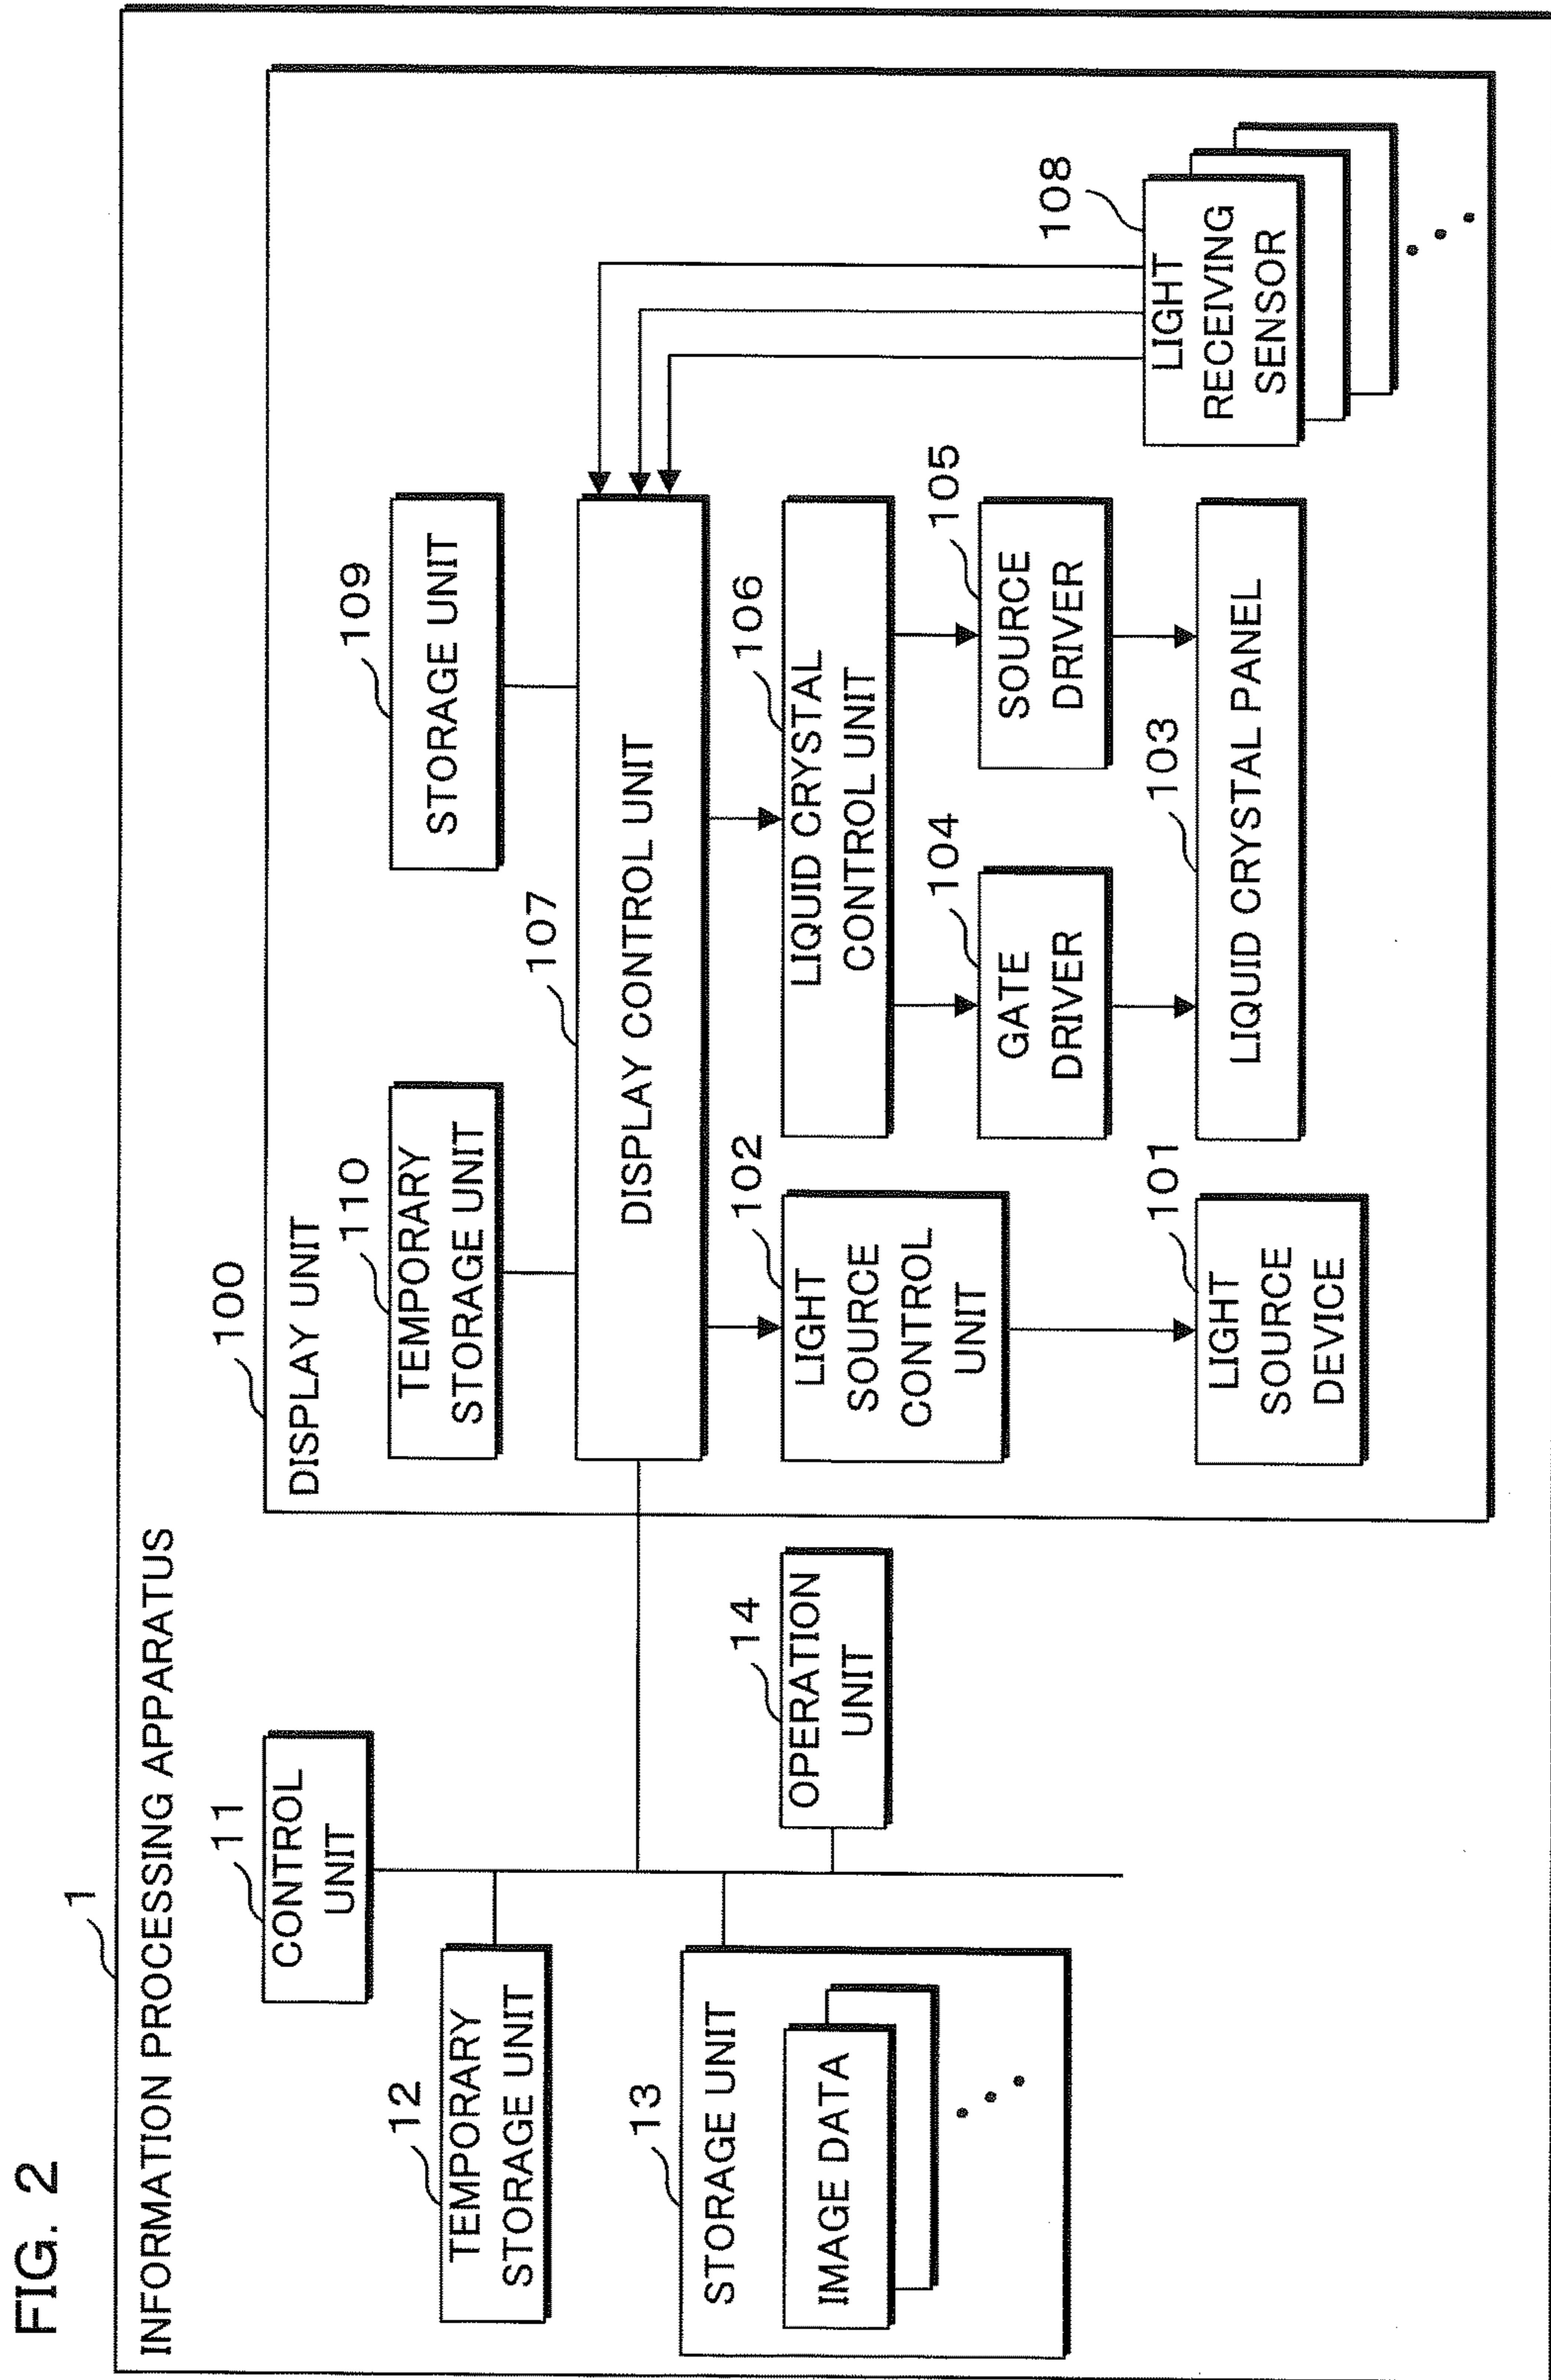 FIG. 2
1
INFORMATION PROCESSING APPARATUS
11
CONTROL
UNIT
12
TEMPORARY
STORAGE UNIT
13
STORAGE UNIT
IMAGE DATA
14
OPERATION
UNIT
100
DISPLAY UNIT
110
TEMPORARY
STORAGE UNIT
109
STORAGE UNIT
107
DISPLAY CONTROL UNIT
102
LIGHT
SOURCE
CONTROL
UNIT
106
LIQUID CRYSTAL
CONTROL UNIT
104
GATE
DRIVER
105
SOURCE
DRIVER
101
LIGHT
SOURCE
DEVICE
103
LIQUID CRYSTAL PANEL
108
LIGHT
RECEIVING
SENSOR